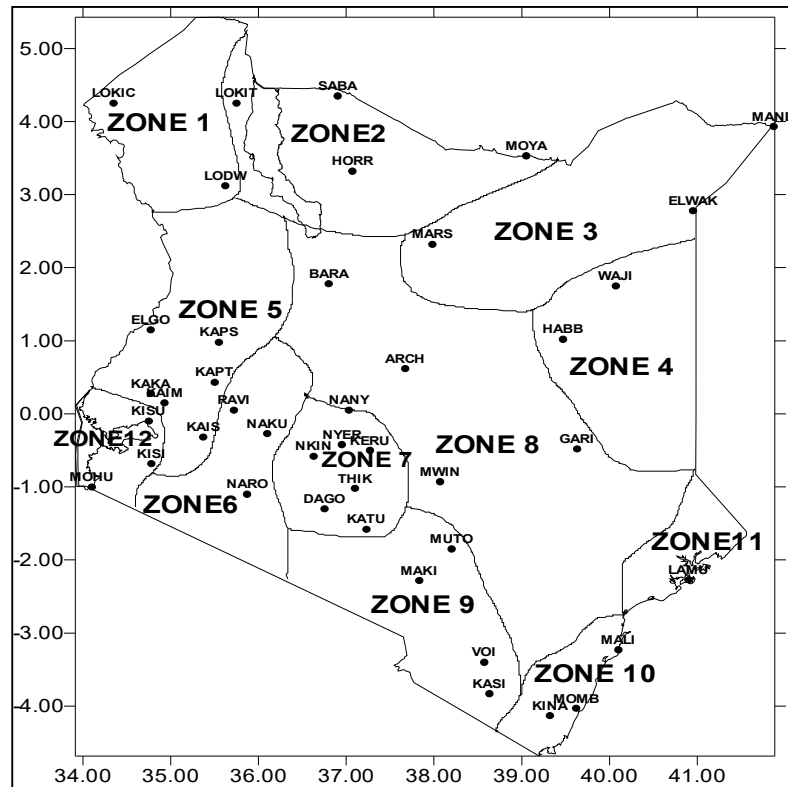 5.00
LOKIC
LOKIT
SABA
4.00
ZONE 1
ZONE2
MAND
MOYA
HORR
LODW
3.00
ELWAK
MARS
ZONE 3
2.00
BARA
WAJI
ZONE 5
ELGO
KAPS
HABB
1.00
ARCH
ZONE 4
KAPT
KAKA
KAIM
RAVI
NANY
0.00
KISU
ZONE12
KAIS
NAKU
NYER
KERU
NKIN
ZONE 7
ZONE 8
GARI
KISI
MOHU
THIK
MWIN
-1.00
ZONE6
NARO
DAGO
KATU
MUTO
ZONE11
-2.00
MAKI
LAMU
ZONE 9
-3.00
VOI
MALI
KASI
ZONE 10
KINA
MOMB
-4.00
34.00 35.00 36.00 37.00 38.00 39.00 40.00 41.00